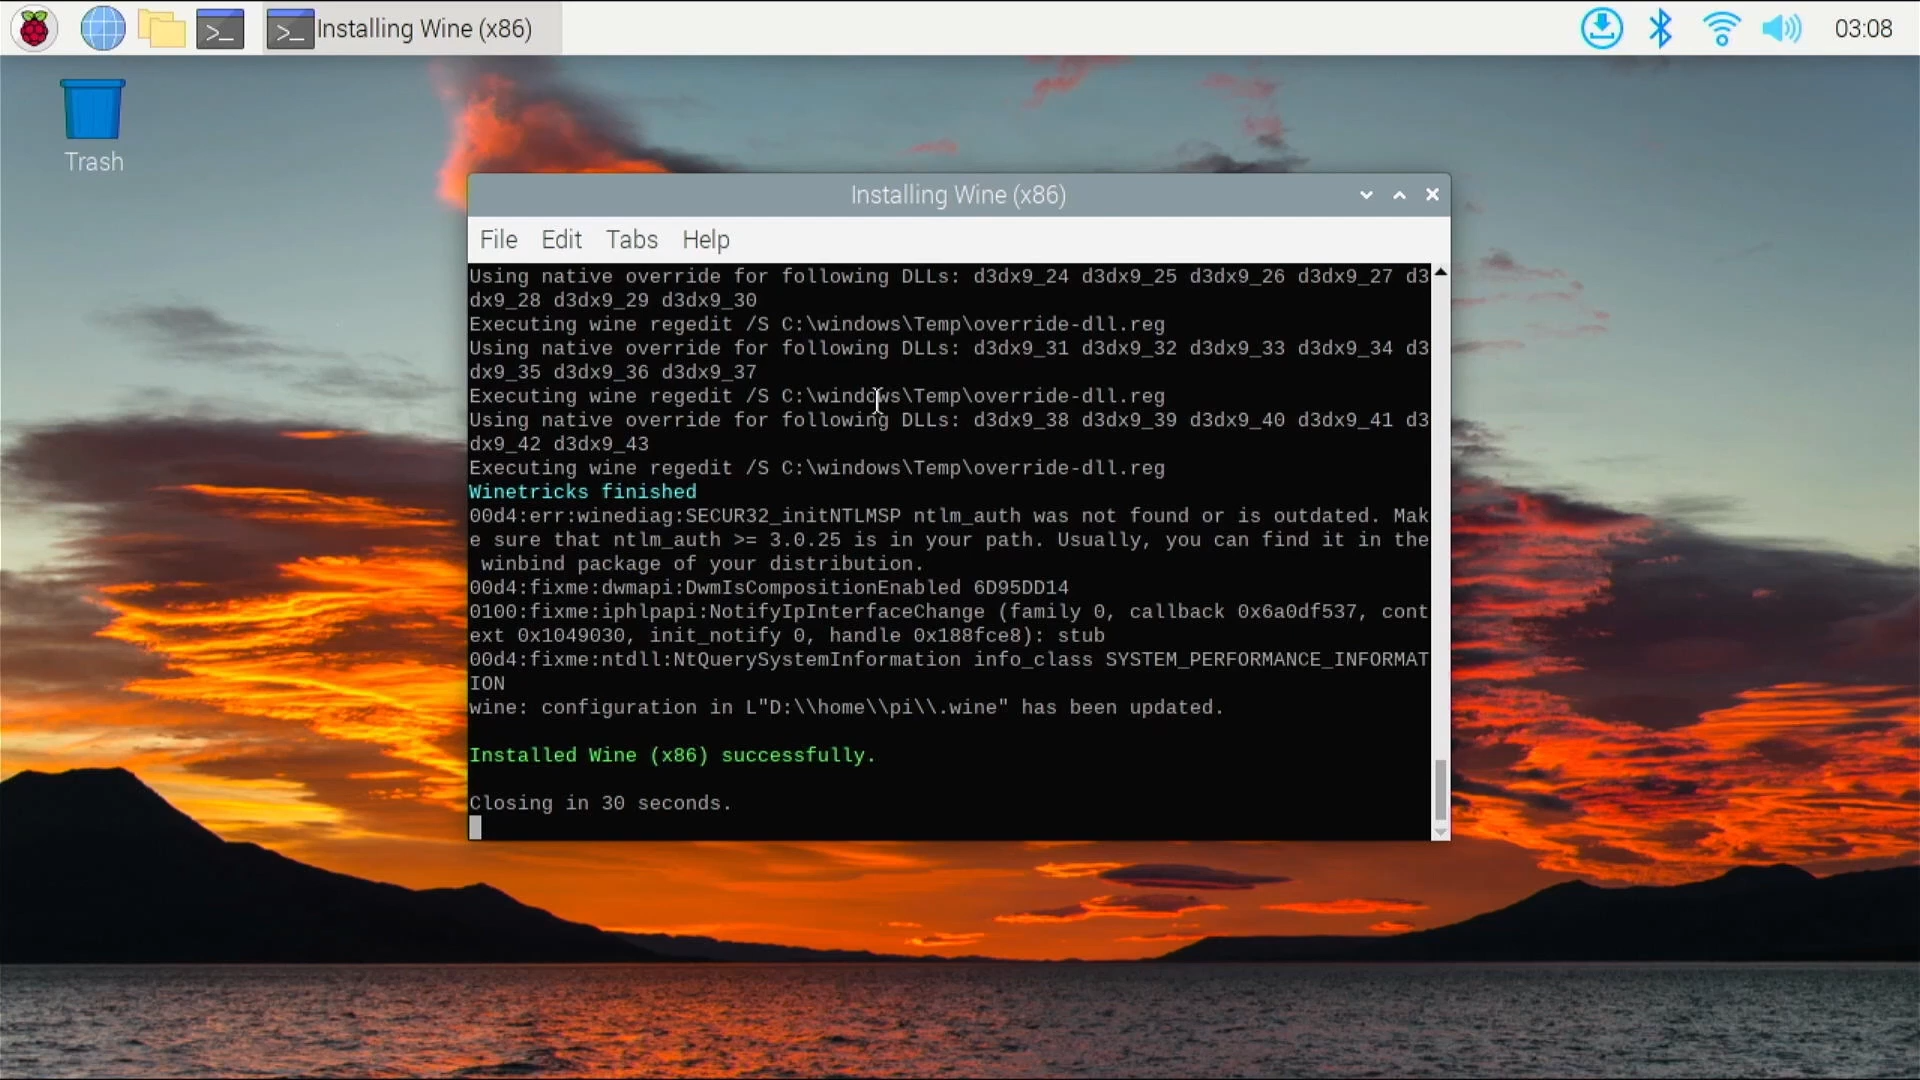 Installing Wine (x86)
03:08
Trash
Installing Wine (x86)
File Edit Tabs Help
Using native override for following DLLs: d3dx9_24 d3dx9_25 d3dx9_26 d3dx9_27 d3
dx9_28 d3dx9_29 d3dx9_30
Executing wine regedit /S C:\windows\Temp\override-dll.reg
Using native override for following DLLs: d3dx9_31 d3dx9_32 d3dx9_33 d3dx9_34 d3
dx9_35 d3dx9_36 d3dx9_37
Executing wine regedit /S C:\windows\Temp\override-dll.reg
Using native override for following DLLs: d3dx9_38 d3dx9_39 d3dx9_40 d3dx9_41 d3
dx9_42 d3dx9_43
Executing wine regedit /S C:\windows\Temp\override-dll.reg
Winetricks finished
00d4:err:winediag:SECUR32_initNTLMSP ntlm_auth was not found or is outdated. Mak
e sure that ntlm_auth >= 3.0.25 is in your path. Usually, you can find it in the
winbind package of your distribution.
00d4:fixme:dwmapi:DwmIsCompositionEnabled 6D95DD14
0100:fixme:iphlpapi:NotifyIpInterfaceChange (family 0, callback 0x6a0df537, cont
ext 0x1049030, init_notify 0, handle 0x188fce8): stub
00d4:fixme:ntdll:NtQuerySystemInformation info_class SYSTEM_PERFORMANCE_INFORMAT
ION
wine: configuration in L"D:\\home\\pi\\.wine" has been updated.
Installed Wine (x86) successfully.
Closing in 30 seconds.